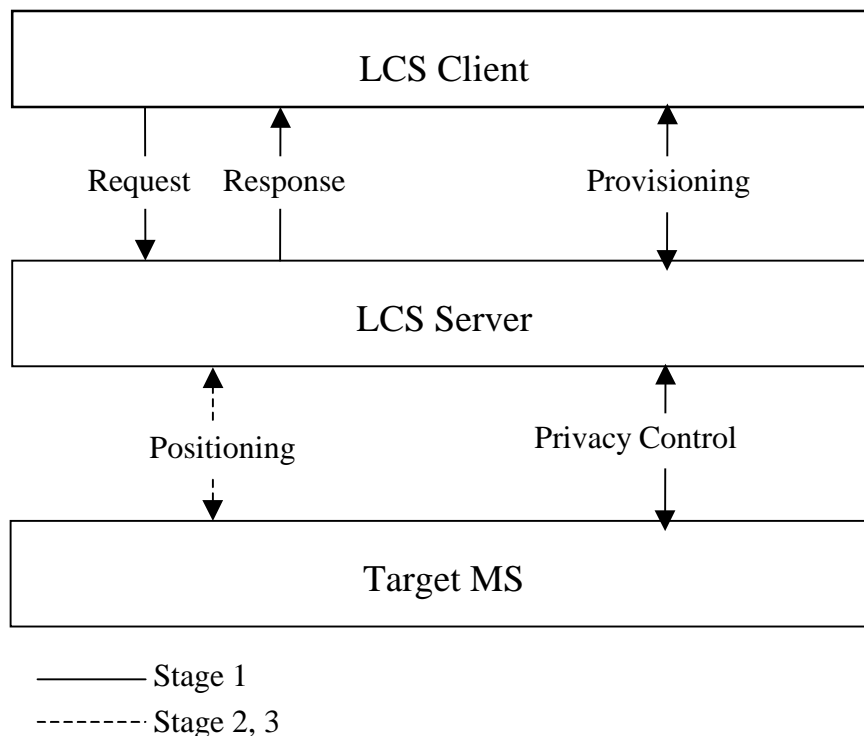 LCS Client
Request Response Provisioning
LCS Server
Positioning Privacy Control
Target MS
Stage 1
Stage 2, 3